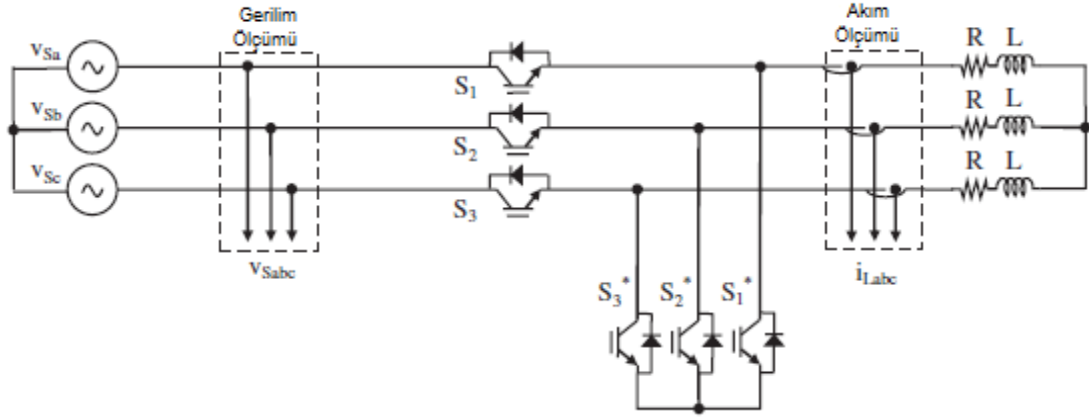 Gerilim
Ölçümü
Akım
Ölçümü
v_Sa
R L
S_1
v_Sb
R L
S_2
v_Sc
R L
S_3
v_Sabc
i_Labc
S_3^* S_2^* S_1^*